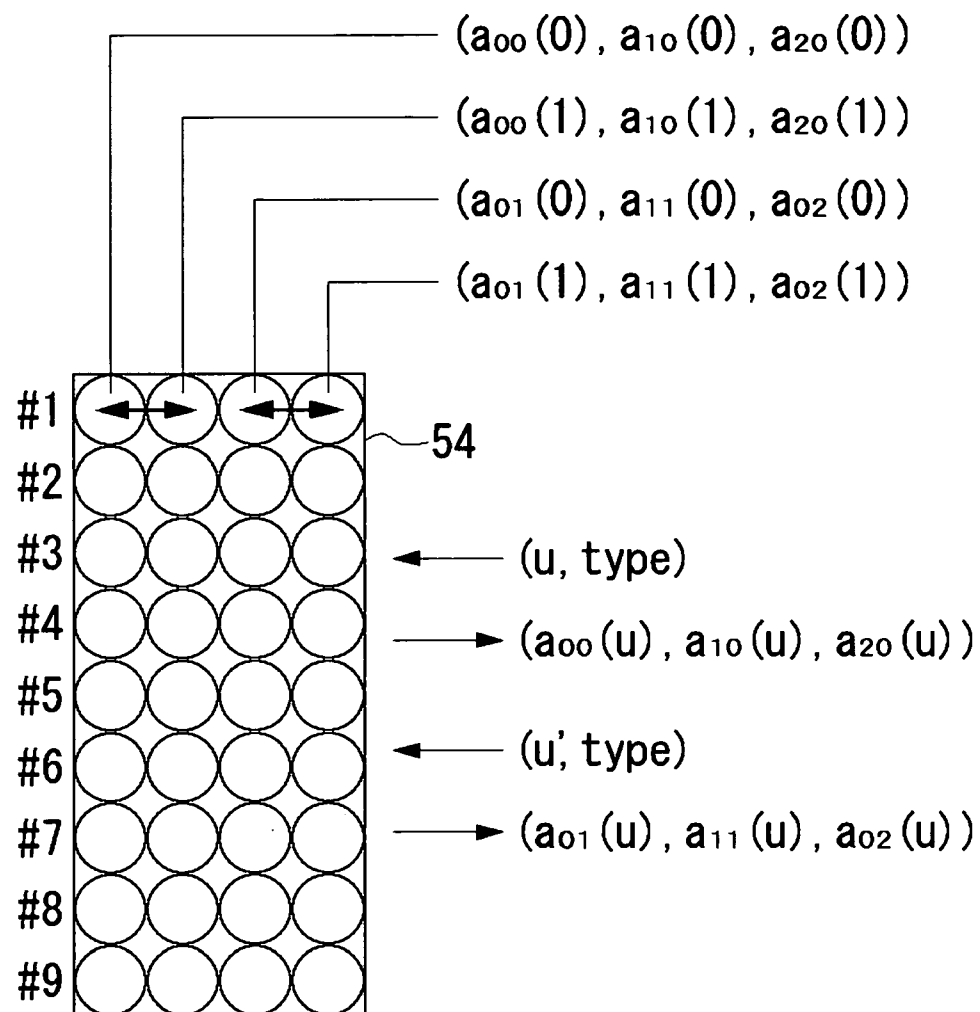 (a₀₀(0), a₁₀(0), a₂₀(0))
(a₀₀(1), a₁₀(1), a₂₀(1))
(a₀₁(0), a₁₁(0), a₀₂(0))
(a₀₁(1), a₁₁(1), a₀₂(1))
#1
54
#2
#3
(u, type)
#4
(a₀₀(u), a₁₀(u), a₂₀(u))
#5
(u', type)
#6
#7
(a₀₁(u), a₁₁(u), a₀₂(u))
#8
#9